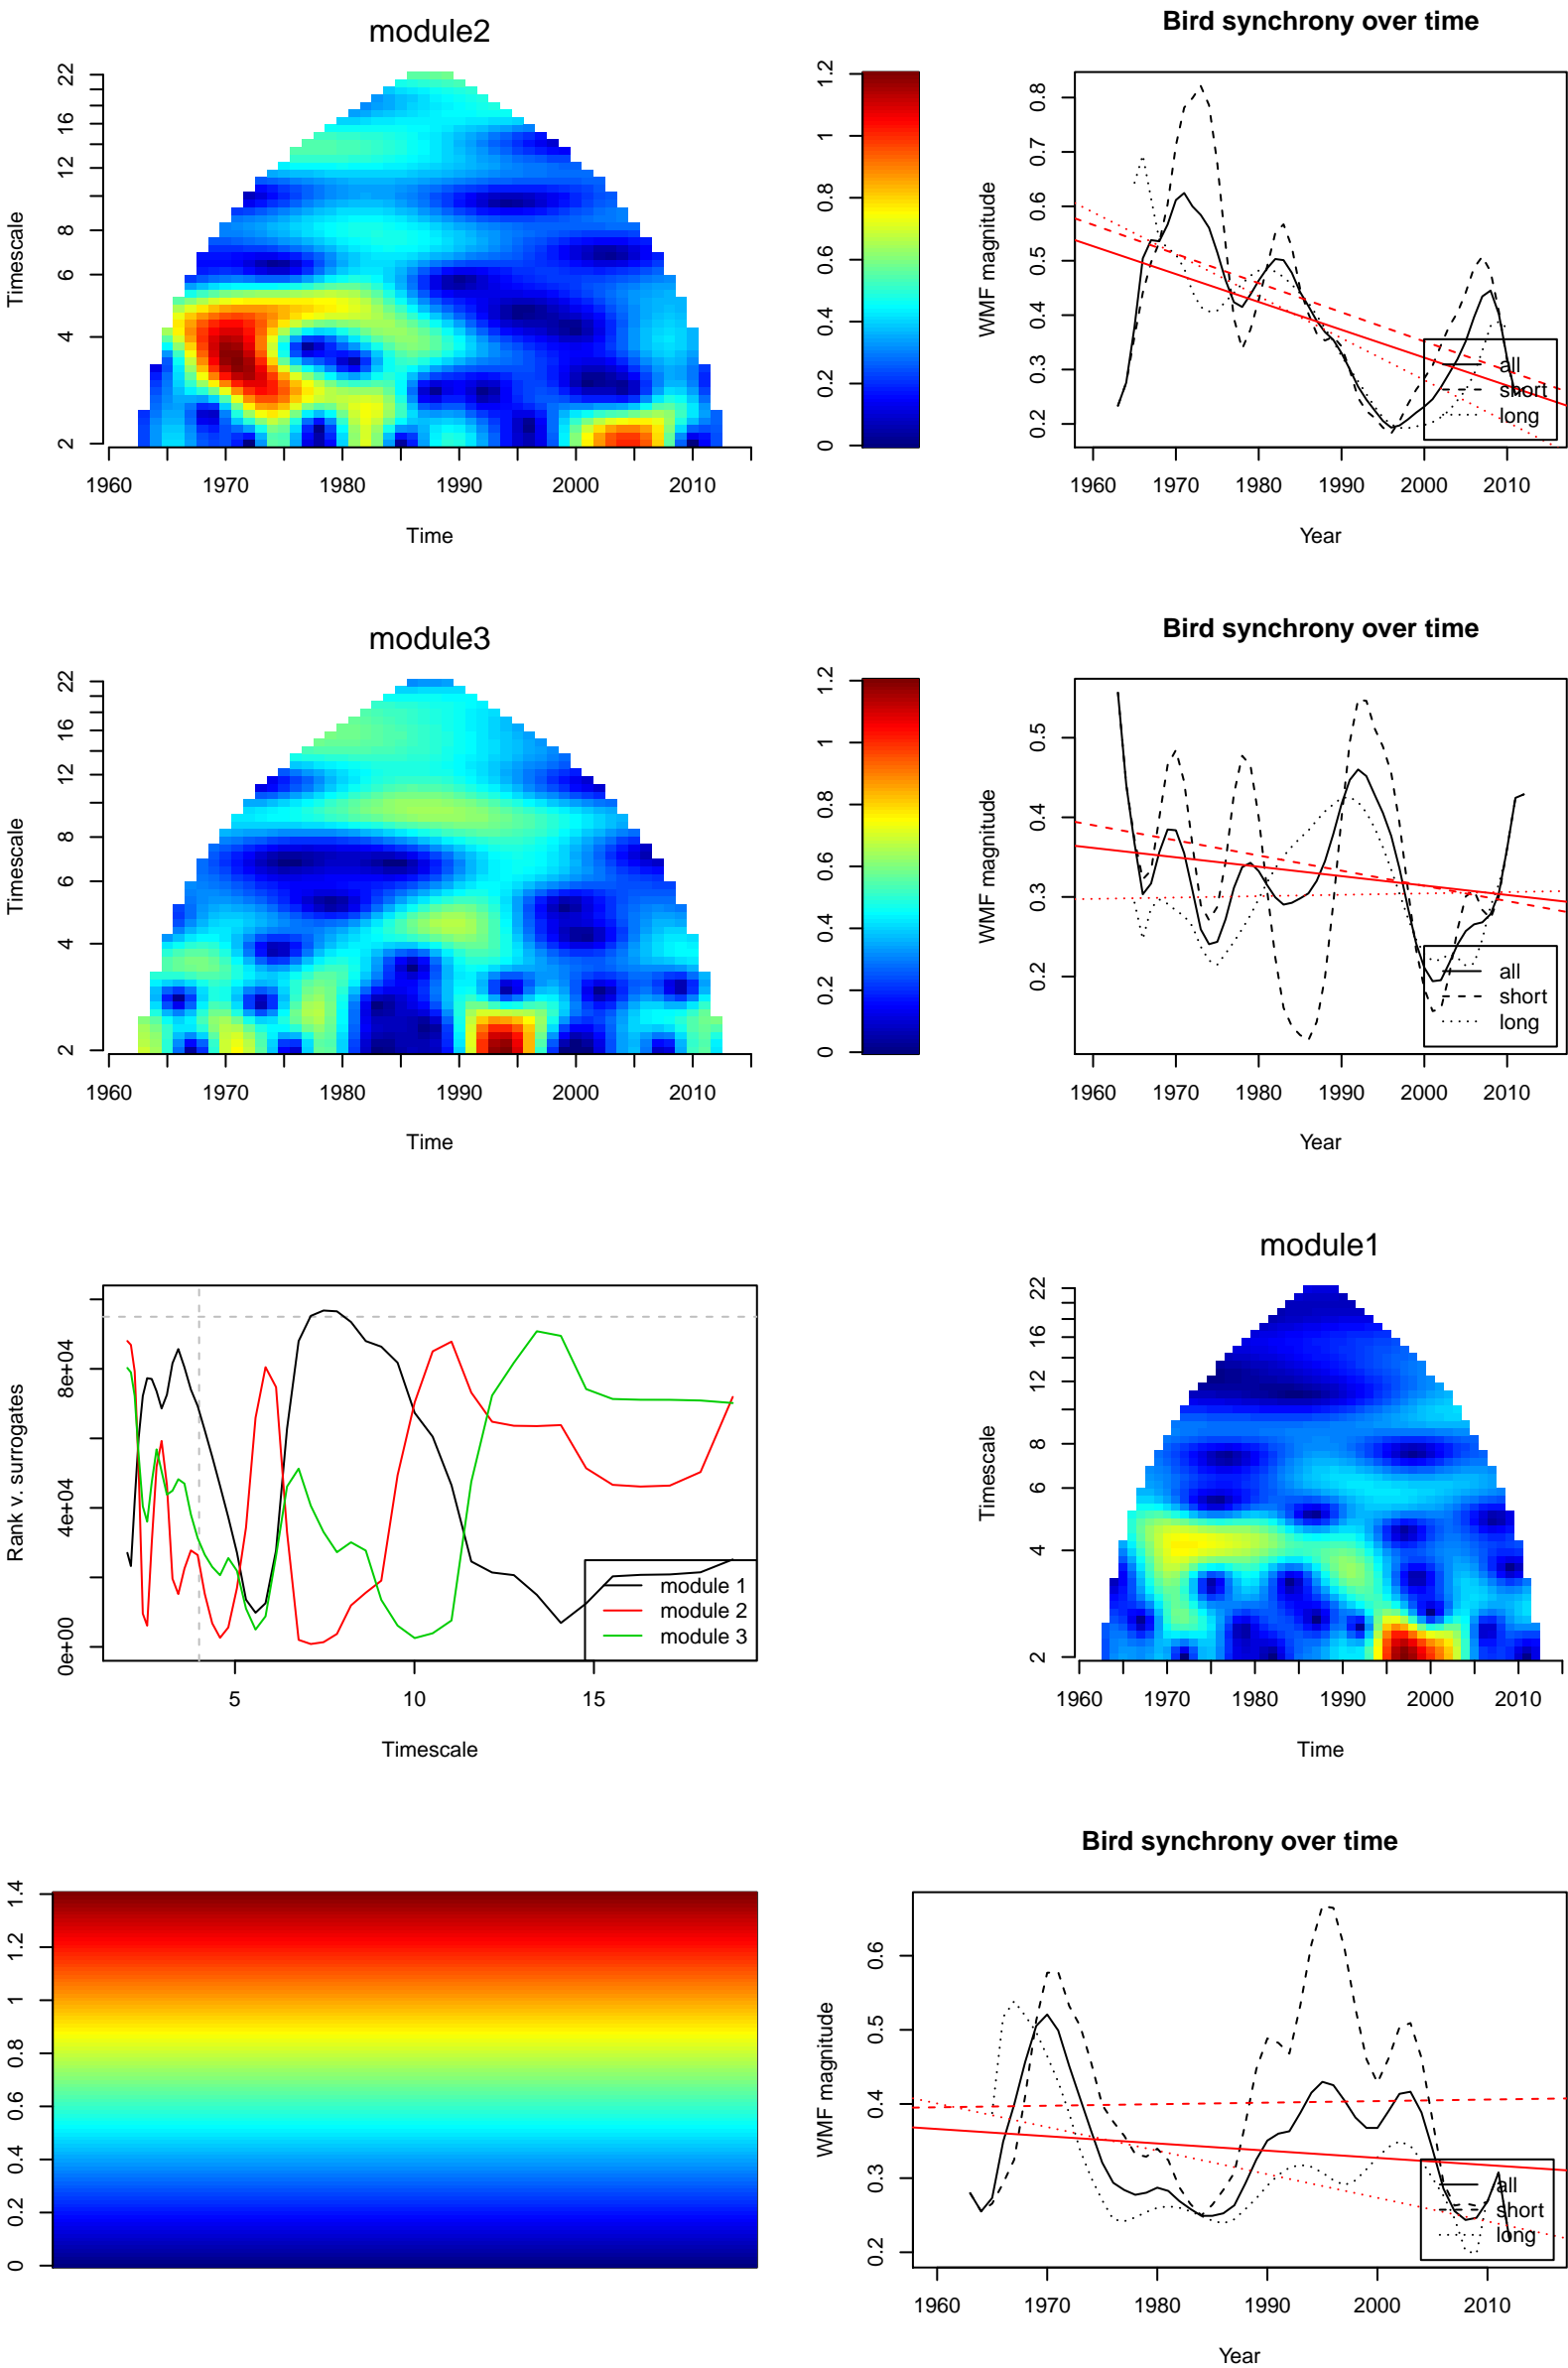 module2
Timescale
22
16
12
8
6
4
2
1960 1970 1980 1990 2000 2010
Time
1.2
1
0.8
0.6
0.4
0.2
0
Bird synchrony over time
WMF magnitude
0.8
0.7
0.6
0.5
0.4
0.3
0.2
all
short
long
1960 1970 1980 1990 2000 2010
Year
module3
Timescale
22
16
12
8
6
4
2
1960 1970 1980 1990 2000 2010
Time
1.2
1
0.8
0.6
0.4
0.2
0
Bird synchrony over time
WMF magnitude
0.5
0.4
0.3
0.2
all
short
long
1960 1970 1980 1990 2000 2010
Year
Rank v. surrogates
8e+04
4e+04
0e+00
module 1
module 2
module 3
5 10 15
Timescale
module1
Timescale
22
16
12
8
6
4
2
1960 1970 1980 1990 2000 2010
Time
1.4
1.2
1
0.8
0.6
0.4
0.2
0
Bird synchrony over time
WMF magnitude
0.6
0.5
0.4
0.3
0.2
all
short
long
1960 1970 1980 1990 2000 2010
Year